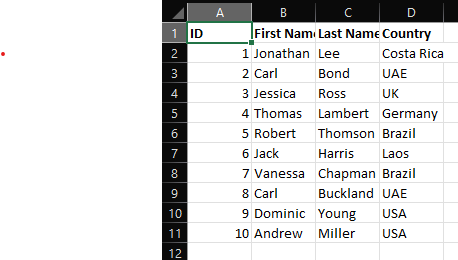 A B C D
1 ID First Nam Last Name Country
2 1 Jonathan Lee Costa Rica
3 2 Carl Bond UAE
4 3 Jessica Ross UK
5 4 Thomas Lambert Germany
6 5 Robert Thomson Brazil
7 6 Jack Harris Laos
8 7 Vanessa Chapman Brazil
9 8 Carl Buckland UAE
10 9 Dominic Young USA
11 10 Andrew Miller USA
12